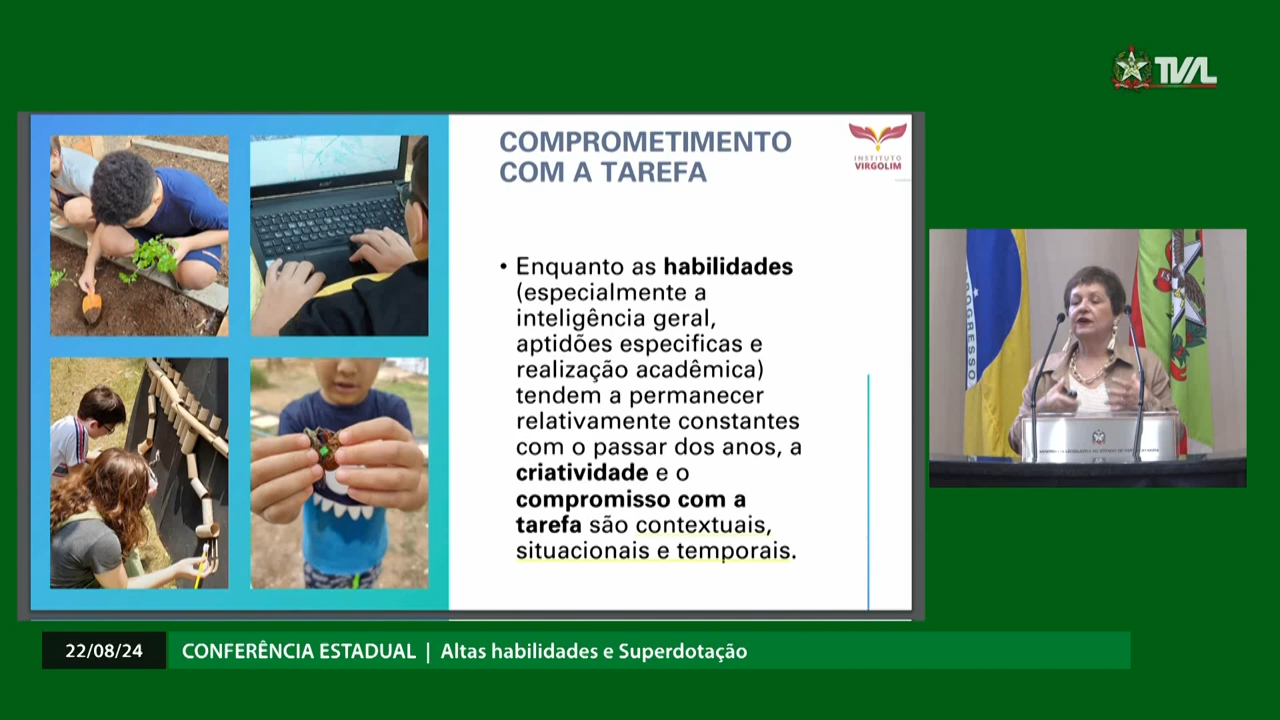 TVAL
COMPROMETIMENTO
COM A TAREFA
INSTITUTO
VIRGOLIM
• Enquanto as habilidades
(especialmente a
inteligência geral,
aptidões especificas e
realização acadêmica)
tendem a permanecer
relativamente constantes
com o passar dos anos, a
criatividade e o
compromisso com a
tarefa são contextuais,
situacionais e temporais.
OGRESSO
22/08/24
CONFERÊNCIA ESTADUAL | Altas habilidades e Superdotação